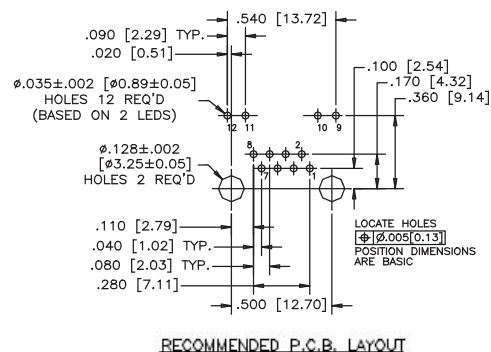 .540 [13.72]
.090 [2.29] TYP.
.020 [0.51]
.100 [2.54]
.170 [4.32]
.360 [9.14]
ø.035±.002 [ø0.89±0.05]
HOLES 12 REQ'D
(BASED ON 2 LEDS)
12 11 10 9
8 2
7 1
ø.128±.002
[ø3.25±0.05]
HOLES 2 REQ'D
.110 [2.79]
.040 [1.02] TYP.
.080 [2.03] TYP.
.280 [7.11]
.500 [12.70]
LOCATE HOLES
⌖ Ø.005[0.13]
POSITION DIMENSIONS
ARE BASIC
RECOMMENDED P.C.B. LAYOUT